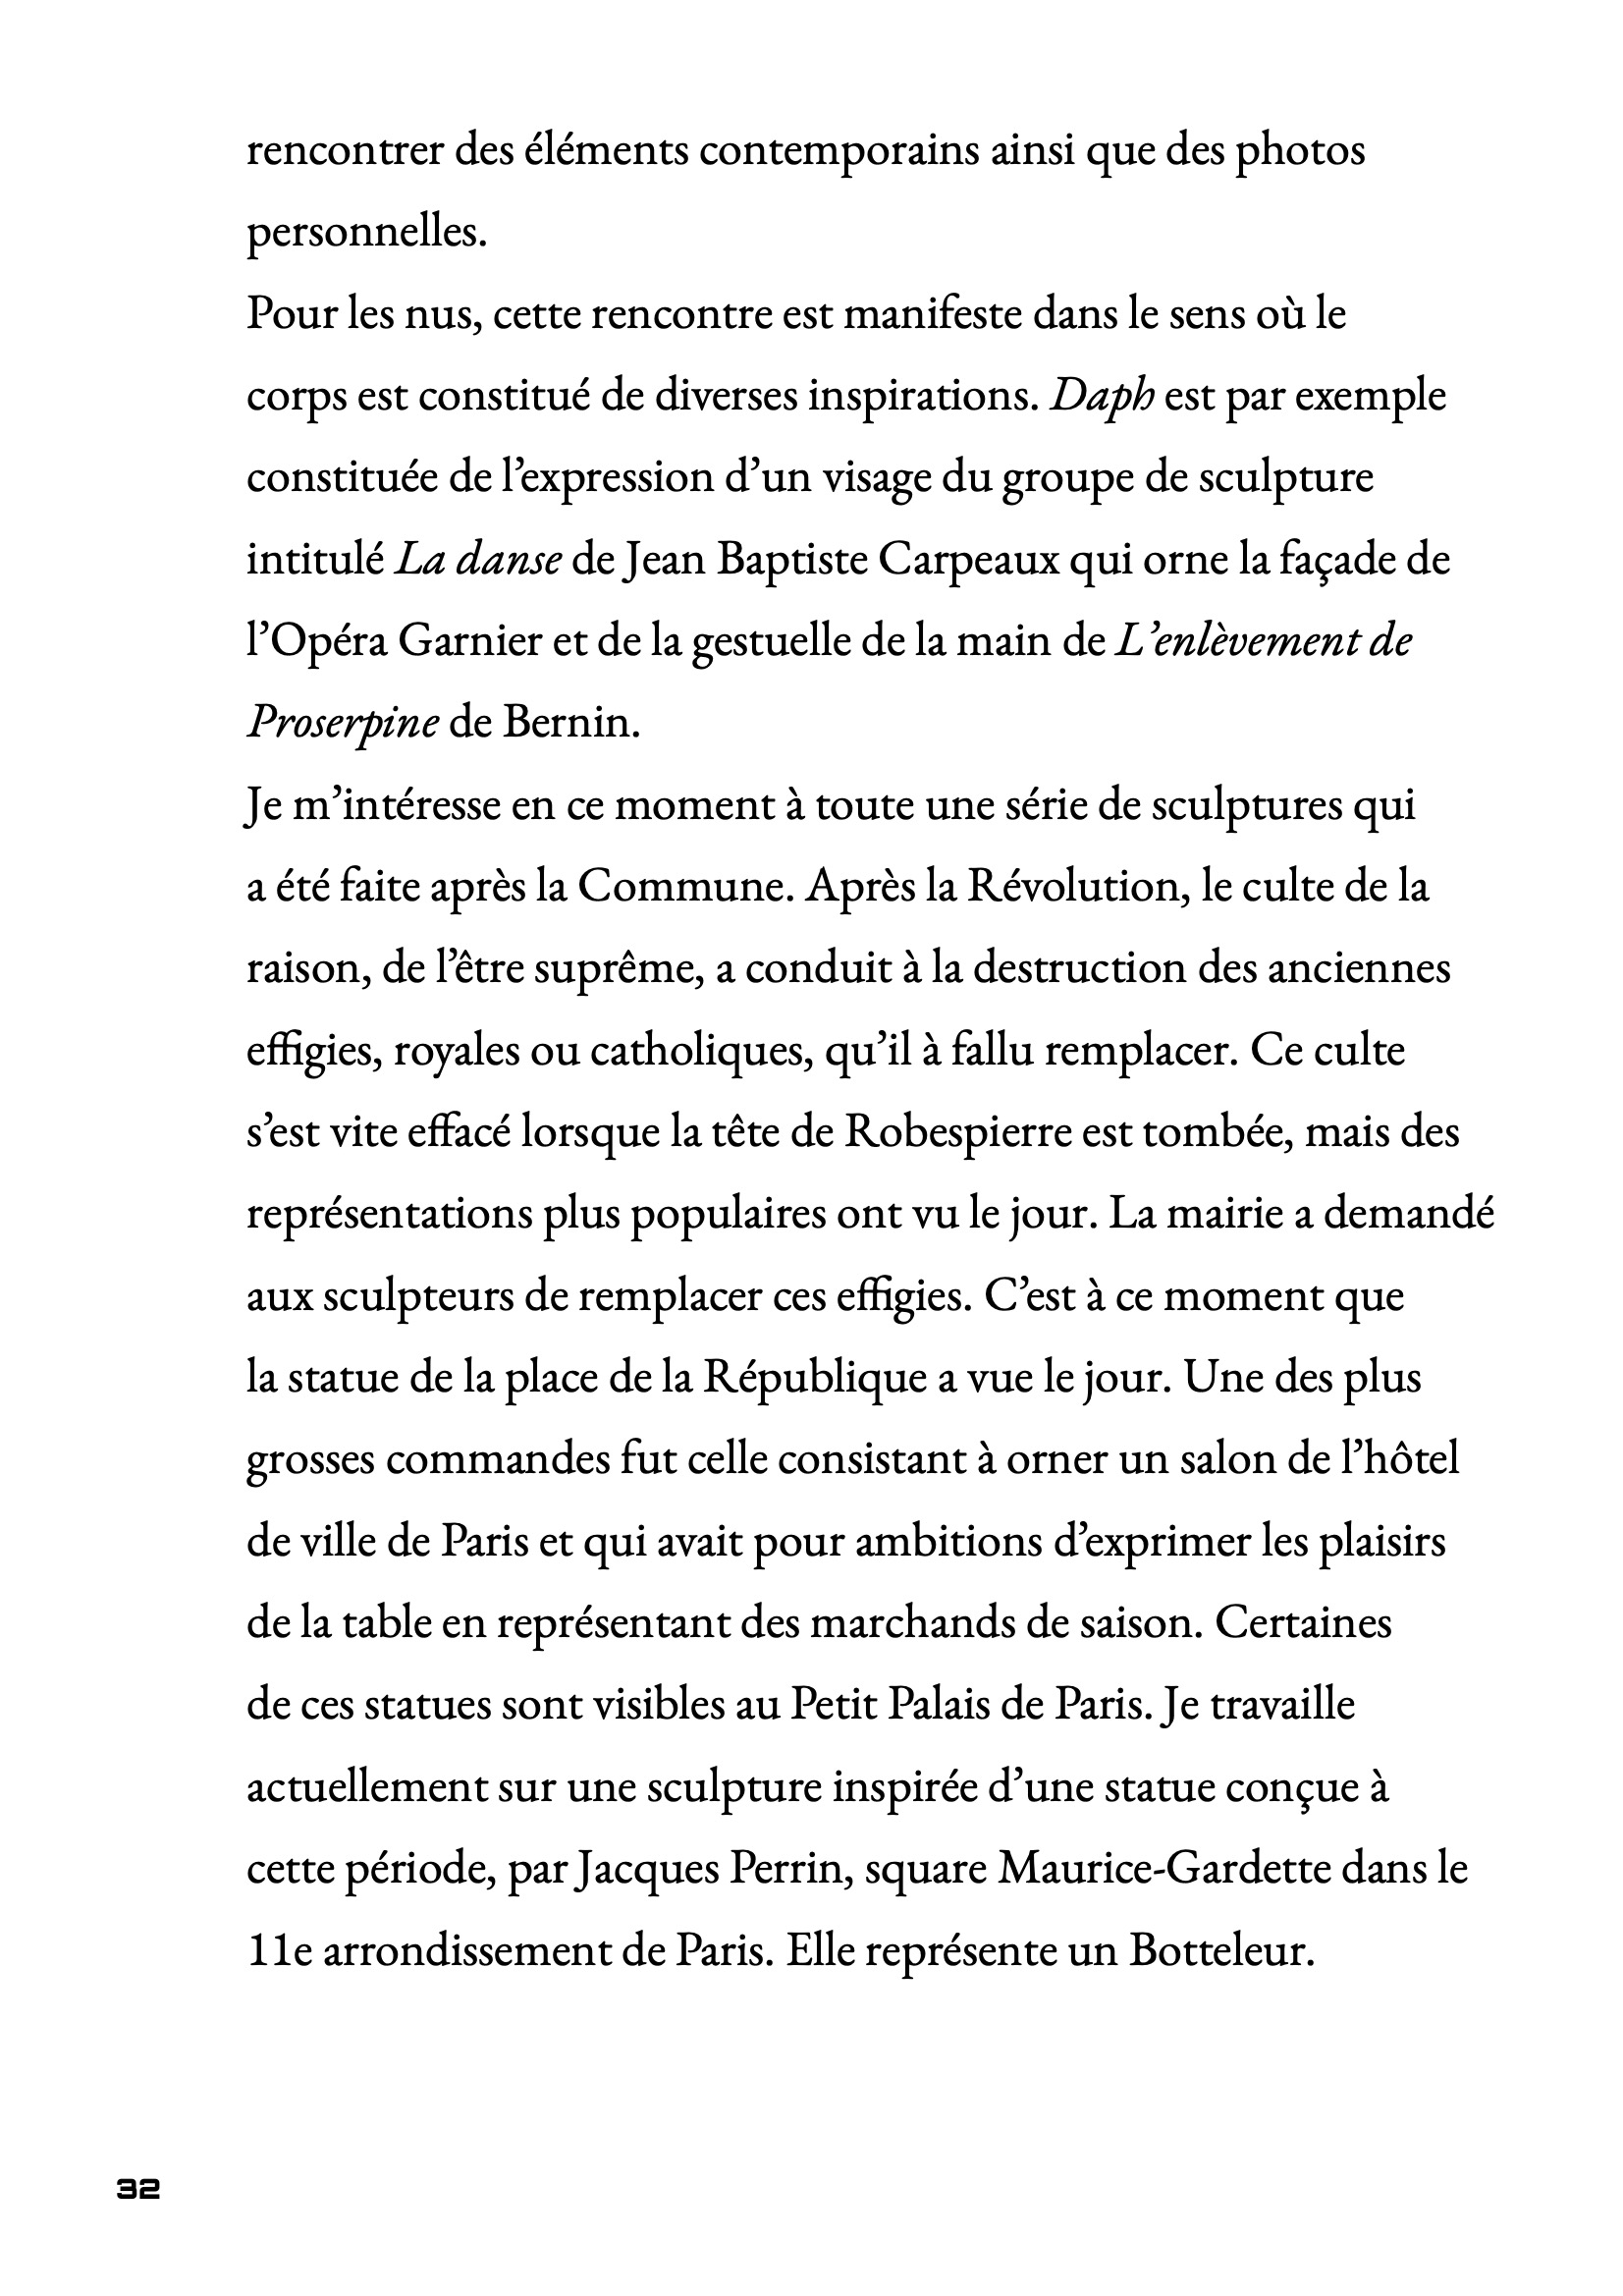 rencontrer des éléments contemporains ainsi que des photos
personnelles.
Pour les nus, cette rencontre est manifeste dans le sens où le
corps est constitué de diverses inspirations. Daph est par exemple
constituée de l’expression d’un visage du groupe de sculpture
intitulé La danse de Jean Baptiste Carpeaux qui orne la façade de
l’Opéra Garnier et de la gestuelle de la main de L’enlèvement de
Proserpine de Bernin.
Je m’intéresse en ce moment à toute une série de sculptures qui
a été faite après la Commune. Après la Révolution, le culte de la
raison, de l’être suprême, a conduit à la destruction des anciennes
effigies, royales ou catholiques, qu’il à fallu remplacer. Ce culte
s’est vite effacé lorsque la tête de Robespierre est tombée, mais des
représentations plus populaires ont vu le jour. La mairie a demandé
aux sculpteurs de remplacer ces effigies. C’est à ce moment que
la statue de la place de la République a vue le jour. Une des plus
grosses commandes fut celle consistant à orner un salon de l’hôtel
de ville de Paris et qui avait pour ambitions d’exprimer les plaisirs
de la table en représentant des marchands de saison. Certaines
de ces statues sont visibles au Petit Palais de Paris. Je travaille
actuellement sur une sculpture inspirée d’une statue conçue à
cette période, par Jacques Perrin, square Maurice-Gardette dans le
11e arrondissement de Paris. Elle représente un Botteleur.
32